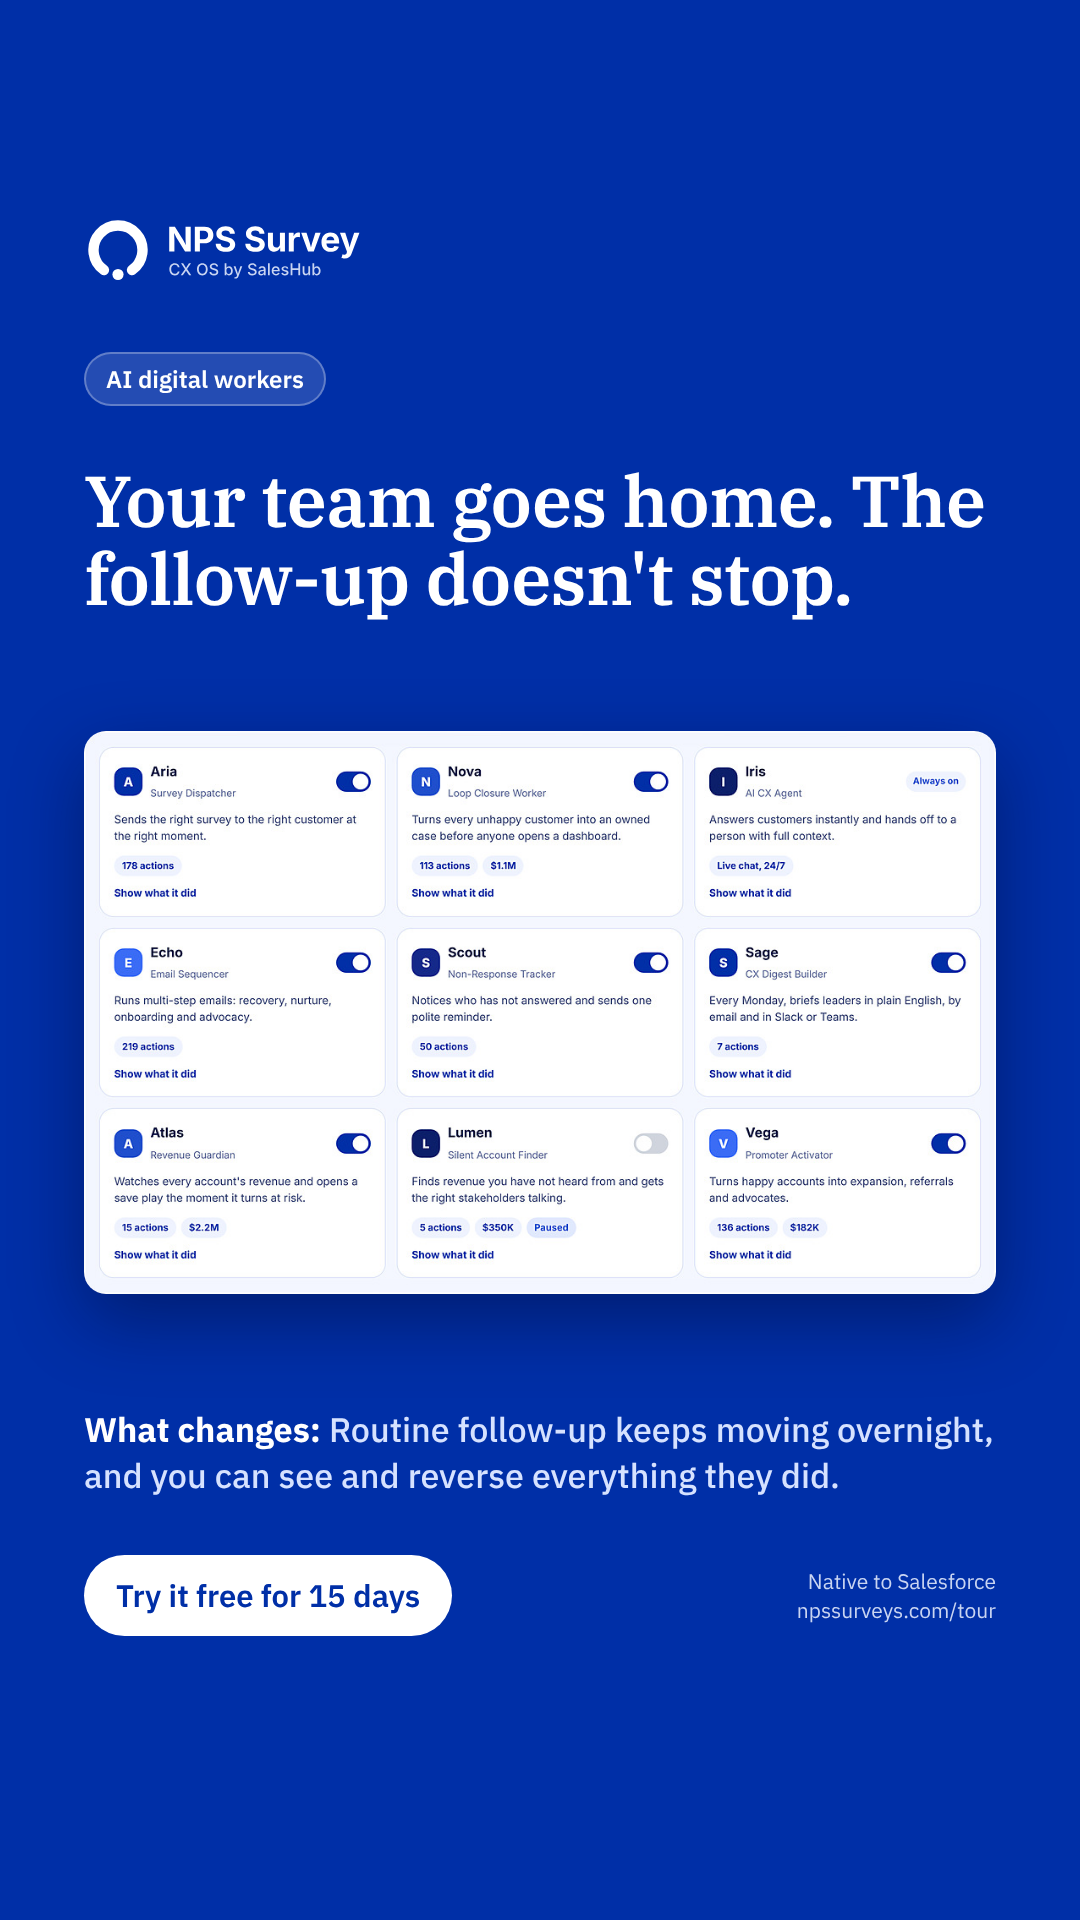 NPS Survey
CX OS by SalesHub
AI digital workers
Your team goes home. The
follow-up doesn't stop.
A
Aria
Survey Dispatcher
Sends the right survey to the right customer at
the right moment.
178 actions
Show what it did
N
Nova
Loop Closure Worker
Turns every unhappy customer into an owned
case before anyone opens a dashboard.
113 actions $1.1M
Show what it did
I
Iris
AI CX Agent
Always on
Answers customers instantly and hands off to a
person with full context.
Live chat, 24/7
Show what it did
E
Echo
Email Sequencer
Runs multi-step emails: recovery, nurture,
onboarding and advocacy.
219 actions
Show what it did
S
Scout
Non-Response Tracker
Notices who has not answered and sends one
polite reminder.
50 actions
Show what it did
S
Sage
CX Digest Builder
Every Monday, briefs leaders in plain English, by
email and in Slack or Teams.
7 actions
Show what it did
A
Atlas
Revenue Guardian
Watches every account's revenue and opens a
save play the moment it turns at risk.
15 actions $2.2M
Show what it did
L
Lumen
Silent Account Finder
Finds revenue you have not heard from and gets
the right stakeholders talking.
5 actions $350K Paused
Show what it did
V
Vega
Promoter Activator
Turns happy accounts into expansion, referrals
and advocates.
136 actions $182K
Show what it did
What changes: Routine follow-up keeps moving overnight,
and you can see and reverse everything they did.
Try it free for 15 days
Native to Salesforce
npssurveys.com/tour